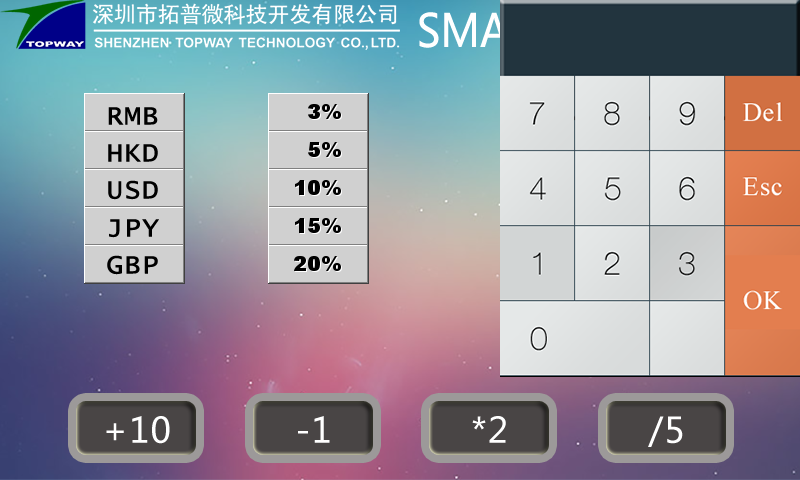 TOPWAY
深圳市拓普微科技开发有限公司
SHENZHEN TOPWAY TECHNOLOGY CO.,LTD.
SMA
RMB
HKD
USD
JPY
GBP
3%
5%
10%
15%
20%
7 8 9 Del
4 5 6 Esc
1 2 3
OK
0
+10 -1 *2 /5